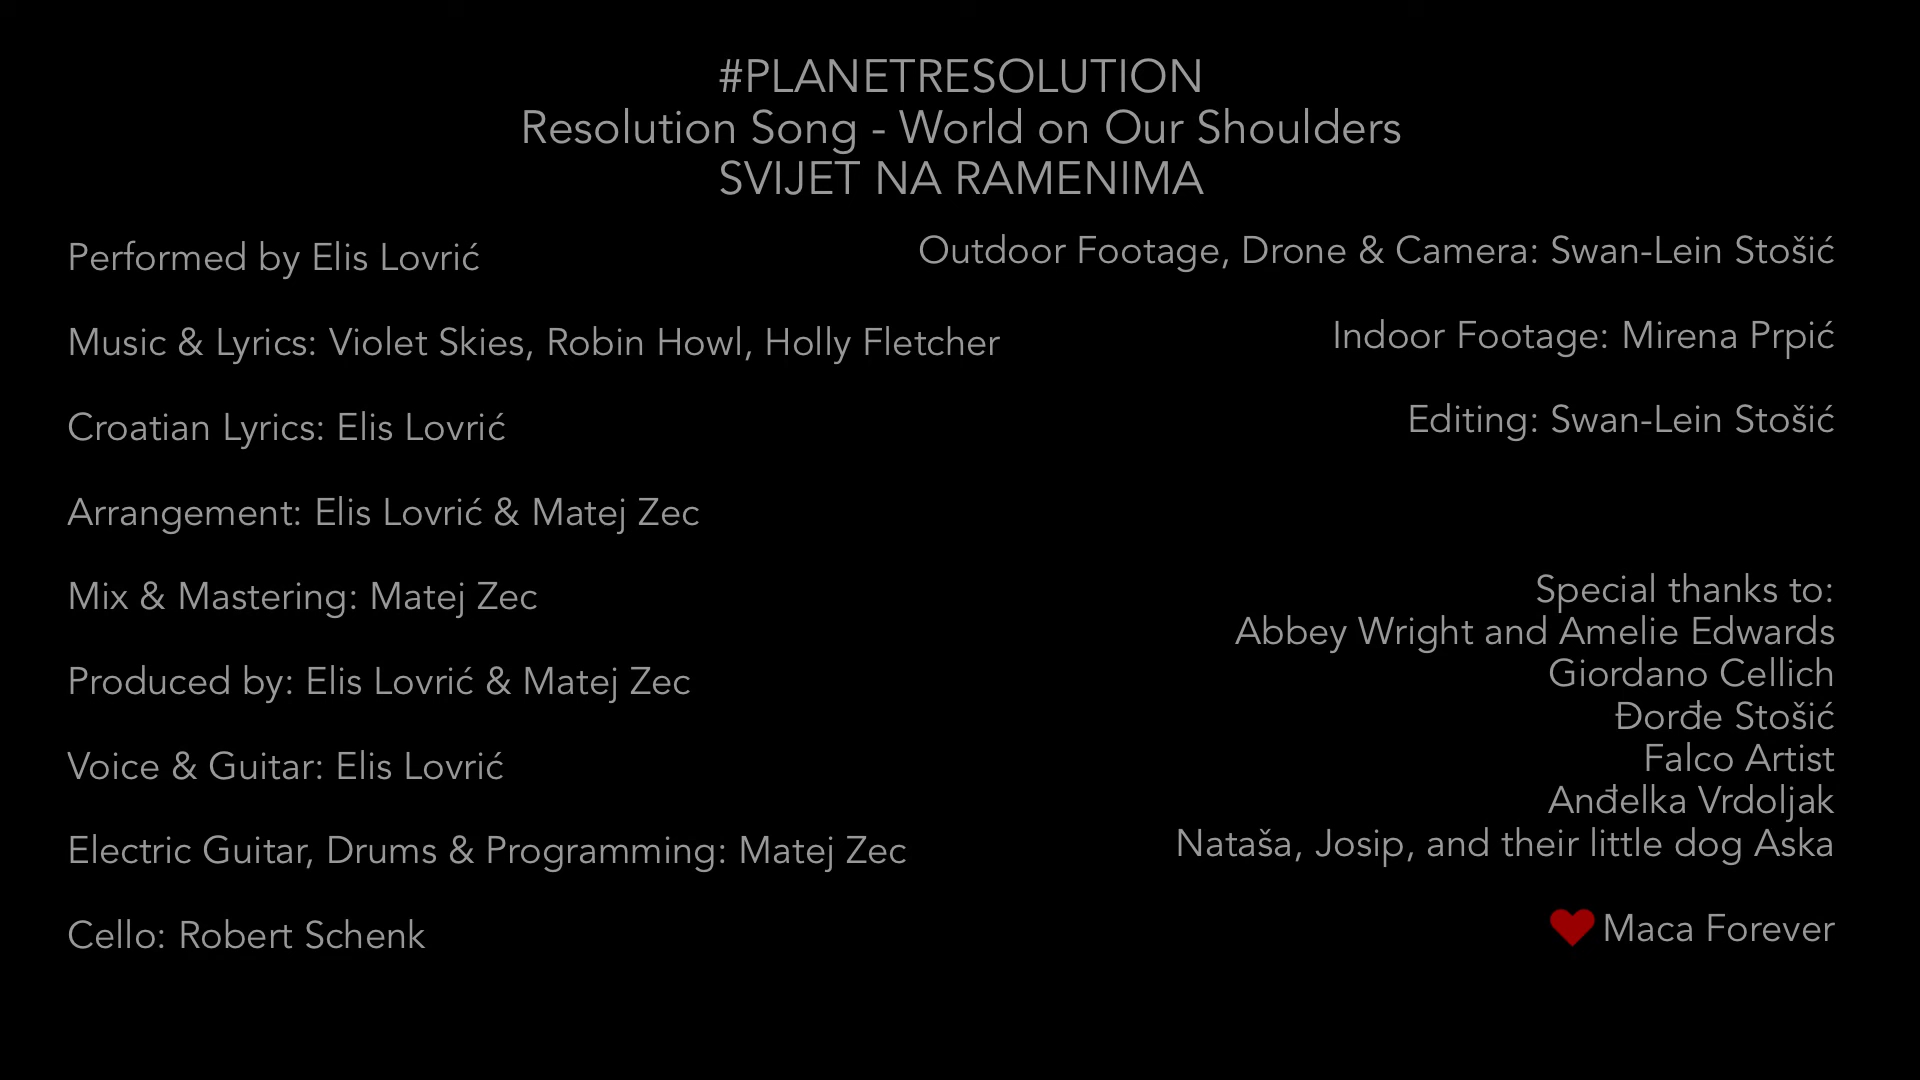 #PLANETRESOLUTION
Resolution Song - World on Our Shoulders
SVIJET NA RAMENIMA
Performed by Elis Lovrić
Music & Lyrics: Violet Skies, Robin Howl, Holly Fletcher
Croatian Lyrics: Elis Lovrić
Arrangement: Elis Lovrić & Matej Zec
Mix & Mastering: Matej Zec
Produced by: Elis Lovrić & Matej Zec
Voice & Guitar: Elis Lovrić
Electric Guitar, Drums & Programming: Matej Zec
Cello: Robert Schenk
Outdoor Footage, Drone & Camera: Swan-Lein Stošić
Indoor Footage: Mirena Prpić
Editing: Swan-Lein Stošić
Special thanks to:
Abbey Wright and Amelie Edwards
Giordano Cellich
Đorđe Stošić
Falco Artist
Anđelka Vrdoljak
Nataša, Josip, and their little dog Aska
❤ Maca Forever